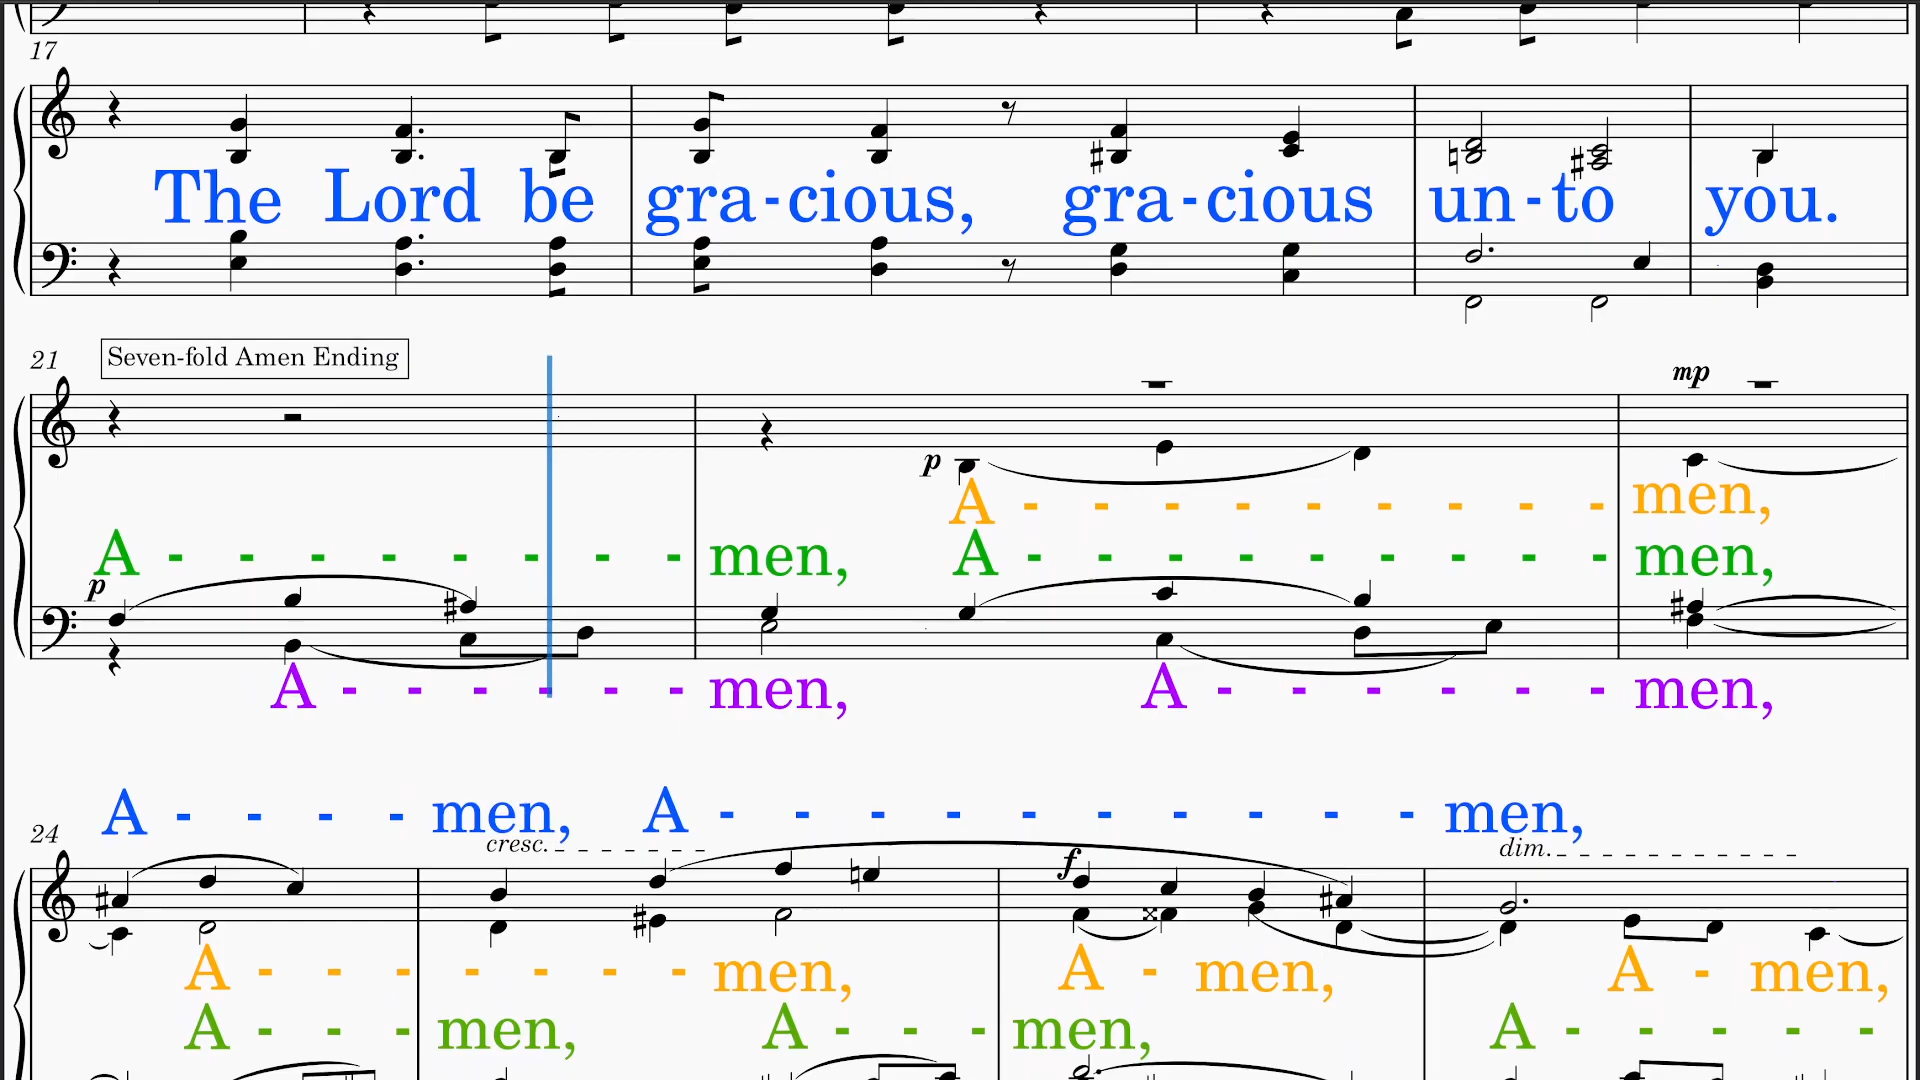 17
The Lord be gra-cious, gra-cious un-to you.
21 Seven-fold Amen Ending
mp
p
A - - - - - - - - - men,
A - - - - - - - - men, A - - - - - - - - - men,
p
A - - - - - - men, A - - - - - - men,
A - - - - men, A - - - - - - - - - - men,
24 cresc. dim.
f
A - - - - - - - men, A - men, A - men,
A - - - men, A - - - men, A - - - - -